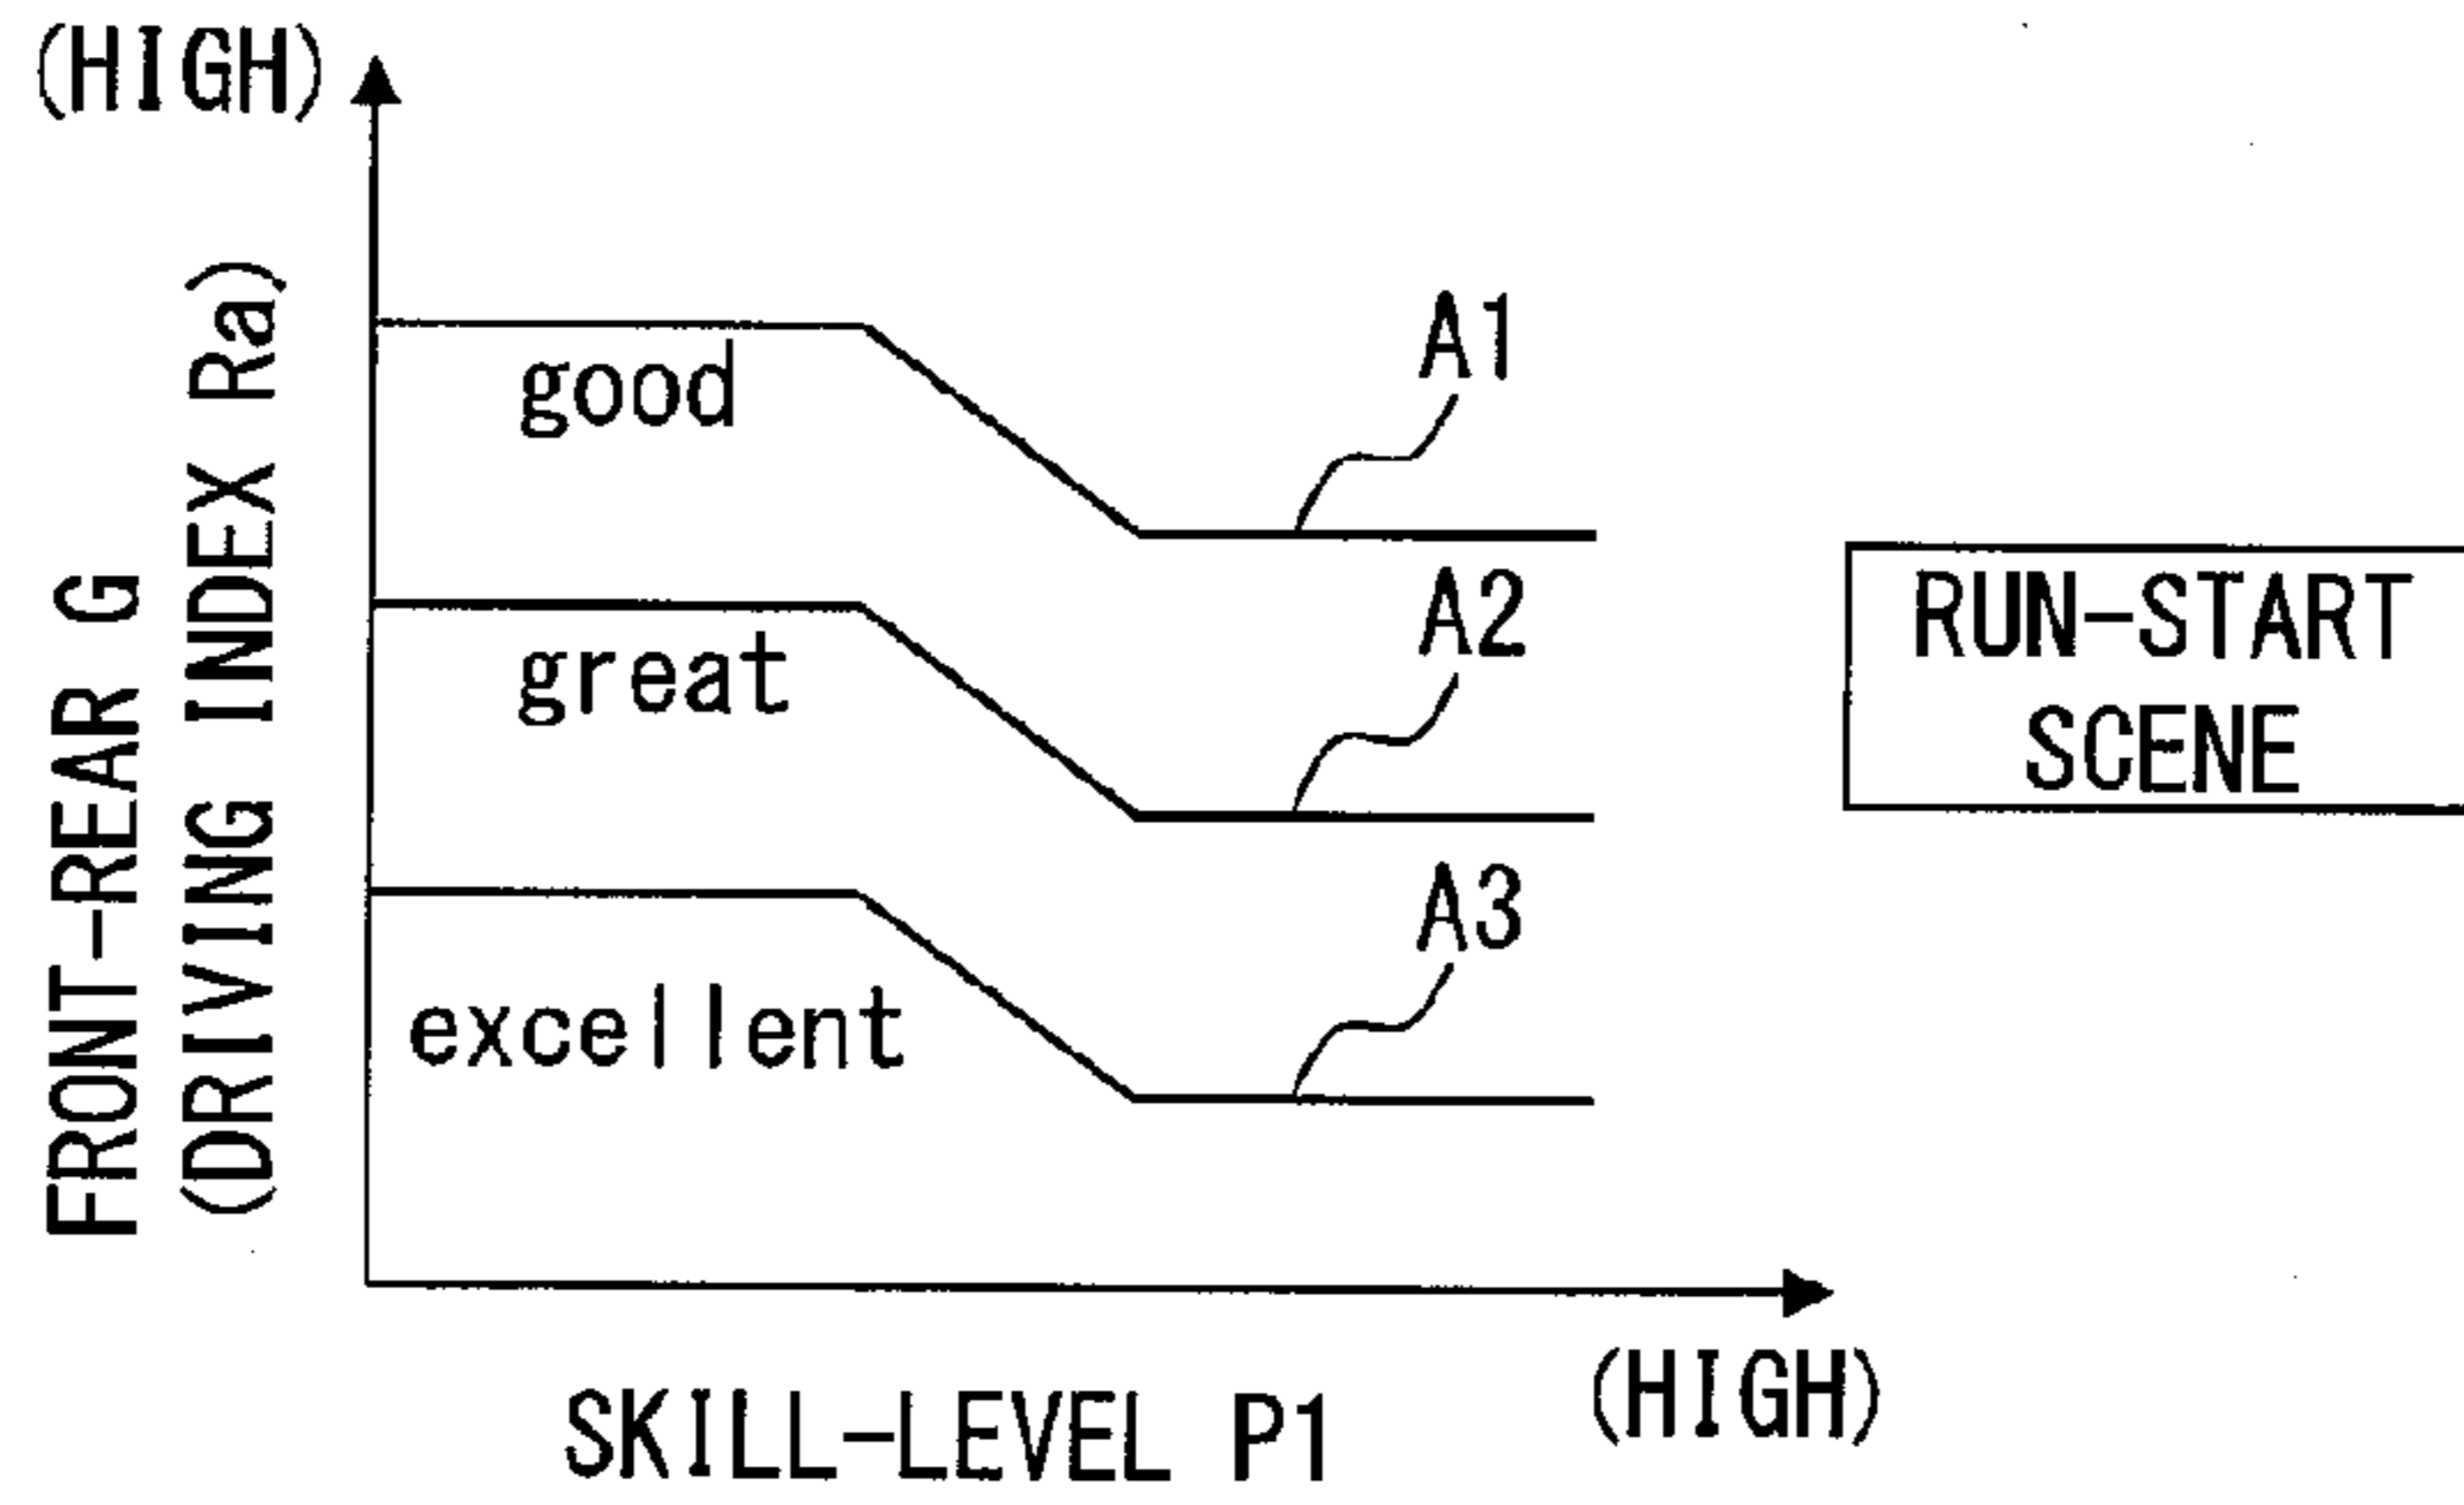 (HIGH)
FRONT-REAR G
(DRIVING INDEX Ra)
good
A1
great
A2
excellent
A3
RUN-START
SCENE
(HIGH)
SKILL-LEVEL P1